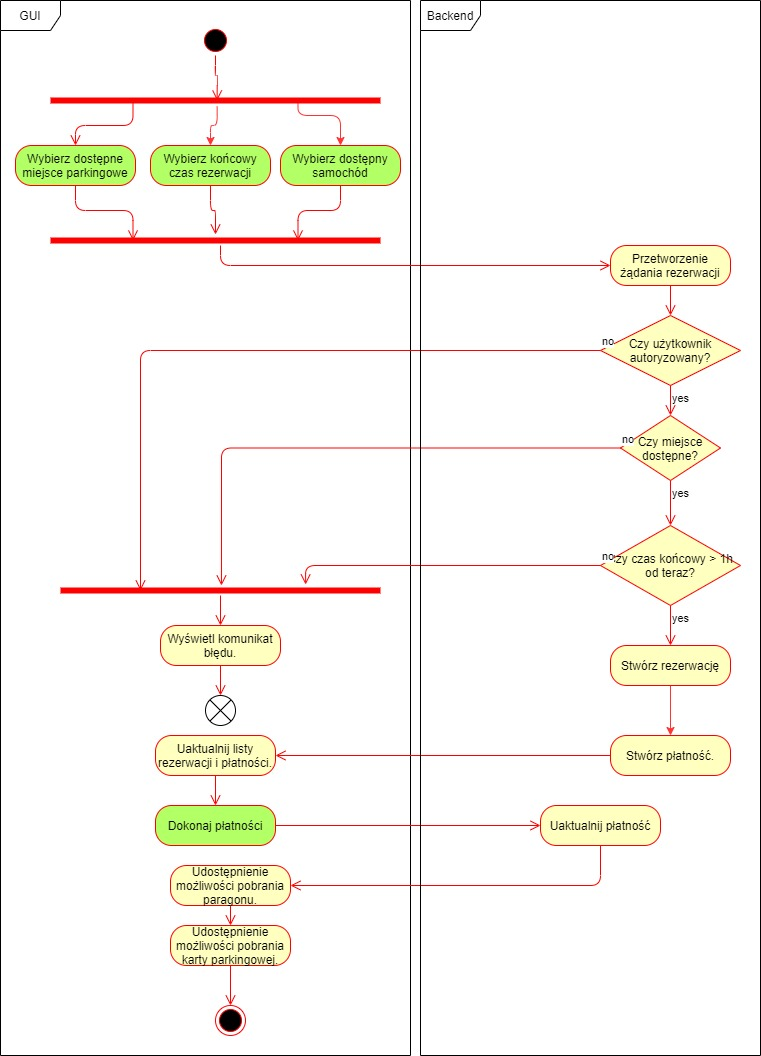 GUI
Backend
Wybierz dostępne
miejsce parkingowe
Wybierz końcowy
czas rezerwacji
Wybierz dostępny
samochód
Przetworzenie
żądania rezerwacji
no
Czy użytkownik
autoryzowany?
yes
no
Czy miejsce
dostępne?
yes
no
zy czas końcowy > 1h
od teraz?
yes
Wyświetl komunikat
błędu.
Stwórz rezerwację
Uaktualnij listy
rezerwacji i płatności.
Stwórz płatność.
Dokonaj płatności
Uaktualnij płatność
Udostępnienie
możliwości pobrania
paragonu.
Udostępnienie
możliwości pobrania
karty parkingowej.